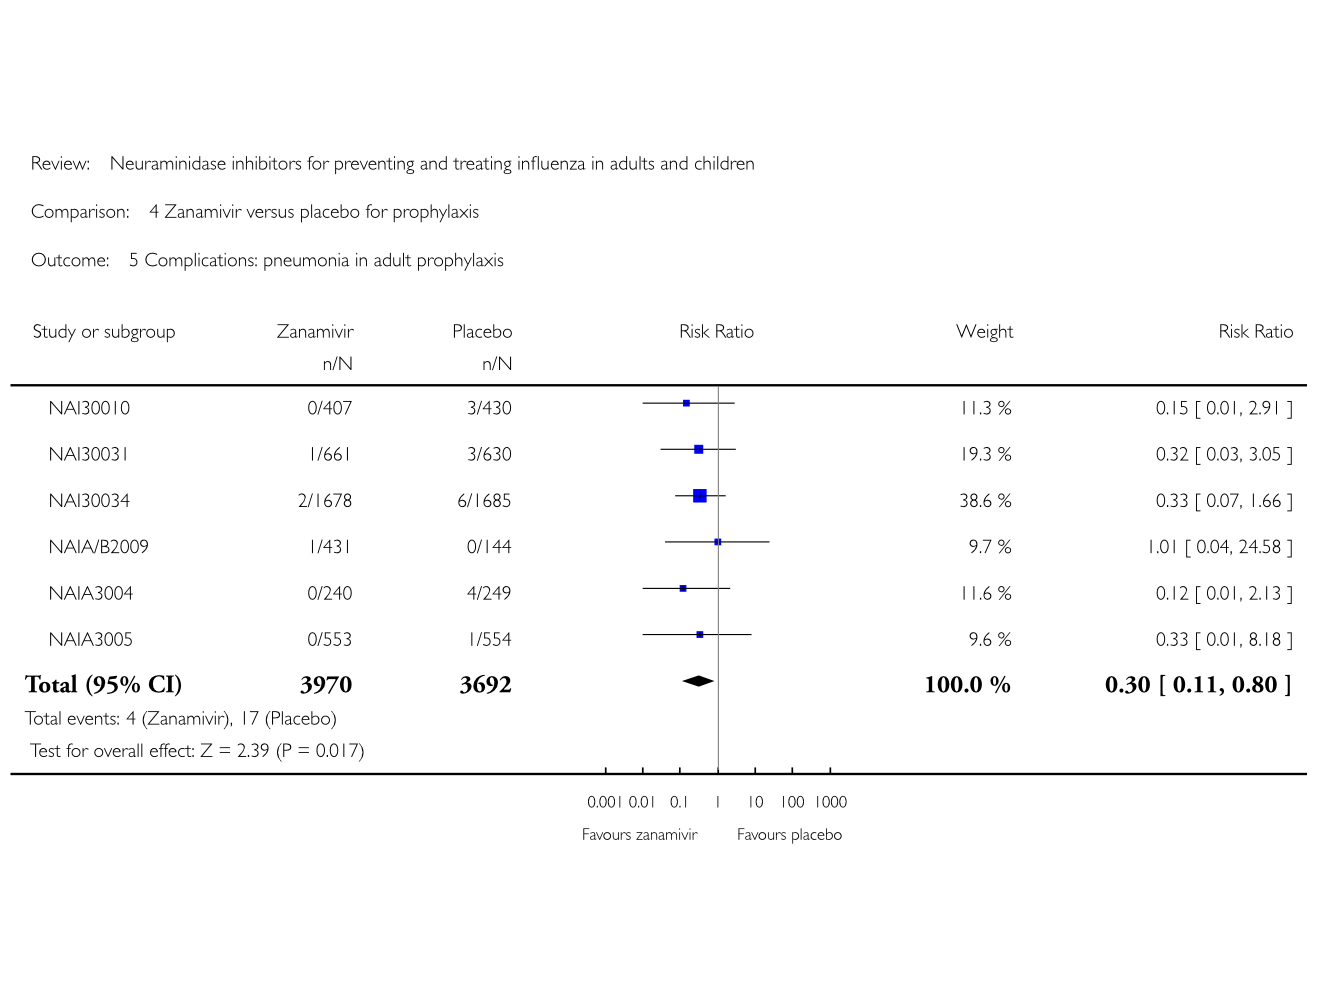 Review: Neuraminidase inhibitors for preventing and treating influenza in adults and children
Comparison: 4 Zanamivir versus placebo for prophylaxis
Outcome: 5 Complications: pneumonia in adult prophylaxis
Study or subgroup Zanamivir Placebo Risk Ratio Weight Risk Ratio
n/N n/N
NAI30010 0/407 3/430 11.3 % 0.15 [ 0.01, 2.91 ]
NAI30031 1/661 3/630 19.3 % 0.32 [ 0.03, 3.05 ]
NAI30034 2/1678 6/1685 38.6 % 0.33 [ 0.07, 1.66 ]
NAIA/B2009 1/431 0/144 9.7 % 1.01 [ 0.04, 24.58 ]
NAIA3004 0/240 4/249 11.6 % 0.12 [ 0.01, 2.13 ]
NAIA3005 0/553 1/554 9.6 % 0.33 [ 0.01, 8.18 ]
Total (95% CI) 3970 3692 100.0 % 0.30 [ 0.11, 0.80 ]
Total events: 4 (Zanamivir), 17 (Placebo)
Test for overall effect: Z = 2.39 (P = 0.017)
0.001 0.01 0.1 1 10 100 1000
Favours zanamivir Favours placebo